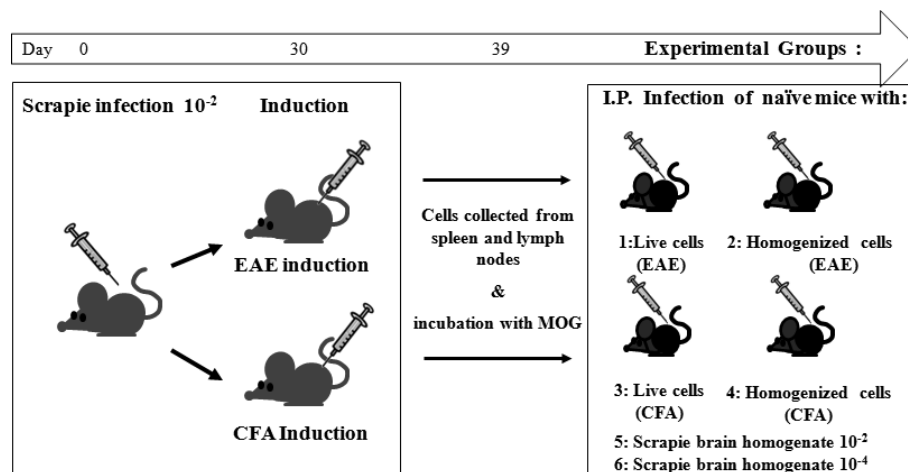 Day 0 30 39 Experimental Groups :
Scrapie infection 10⁻² Induction
EAE induction
CFA Induction
Cells collected from
spleen and lymph
nodes
&
incubation with MOG
I.P. Infection of naïve mice with:
1:Live cells
(EAE)
2: Homogenized cells
(EAE)
3: Live cells
(CFA)
4: Homogenized cells
(CFA)
5: Scrapie brain homogenate 10⁻²
6: Scrapie brain homogenate 10⁻⁴